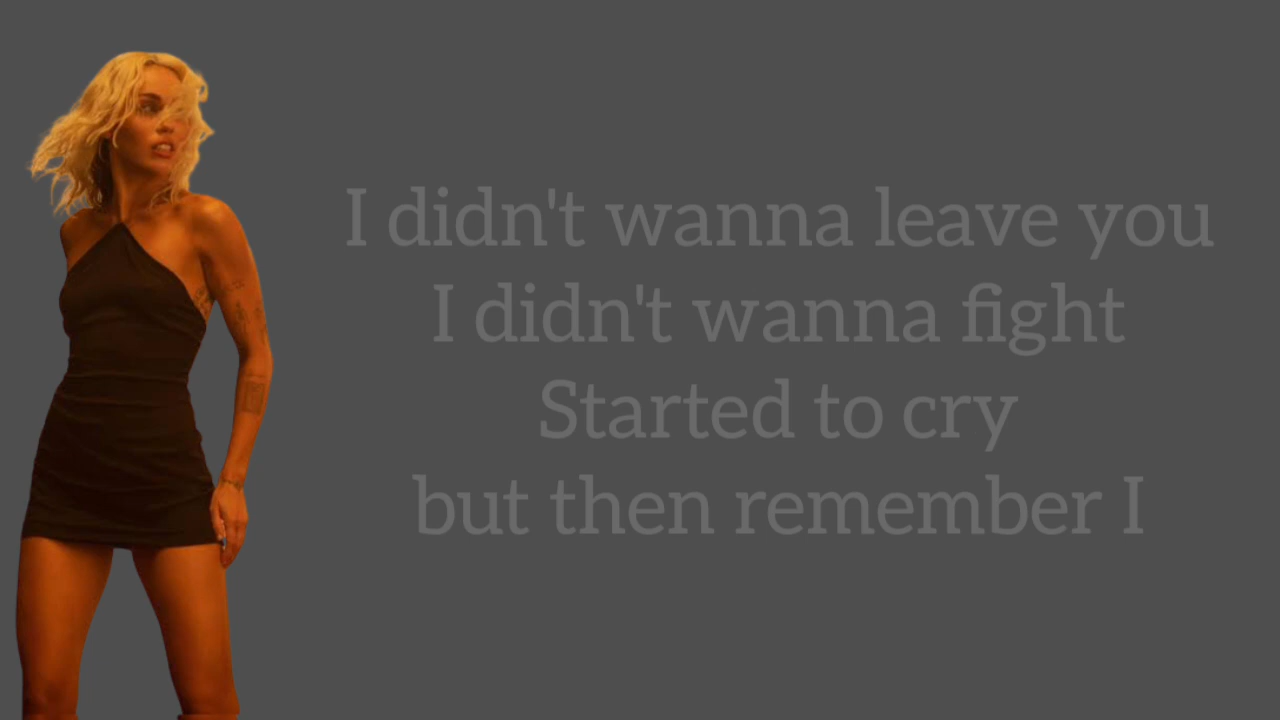 I didn't wanna leave you
I didn't wanna fight
Started to cry
but then remember I